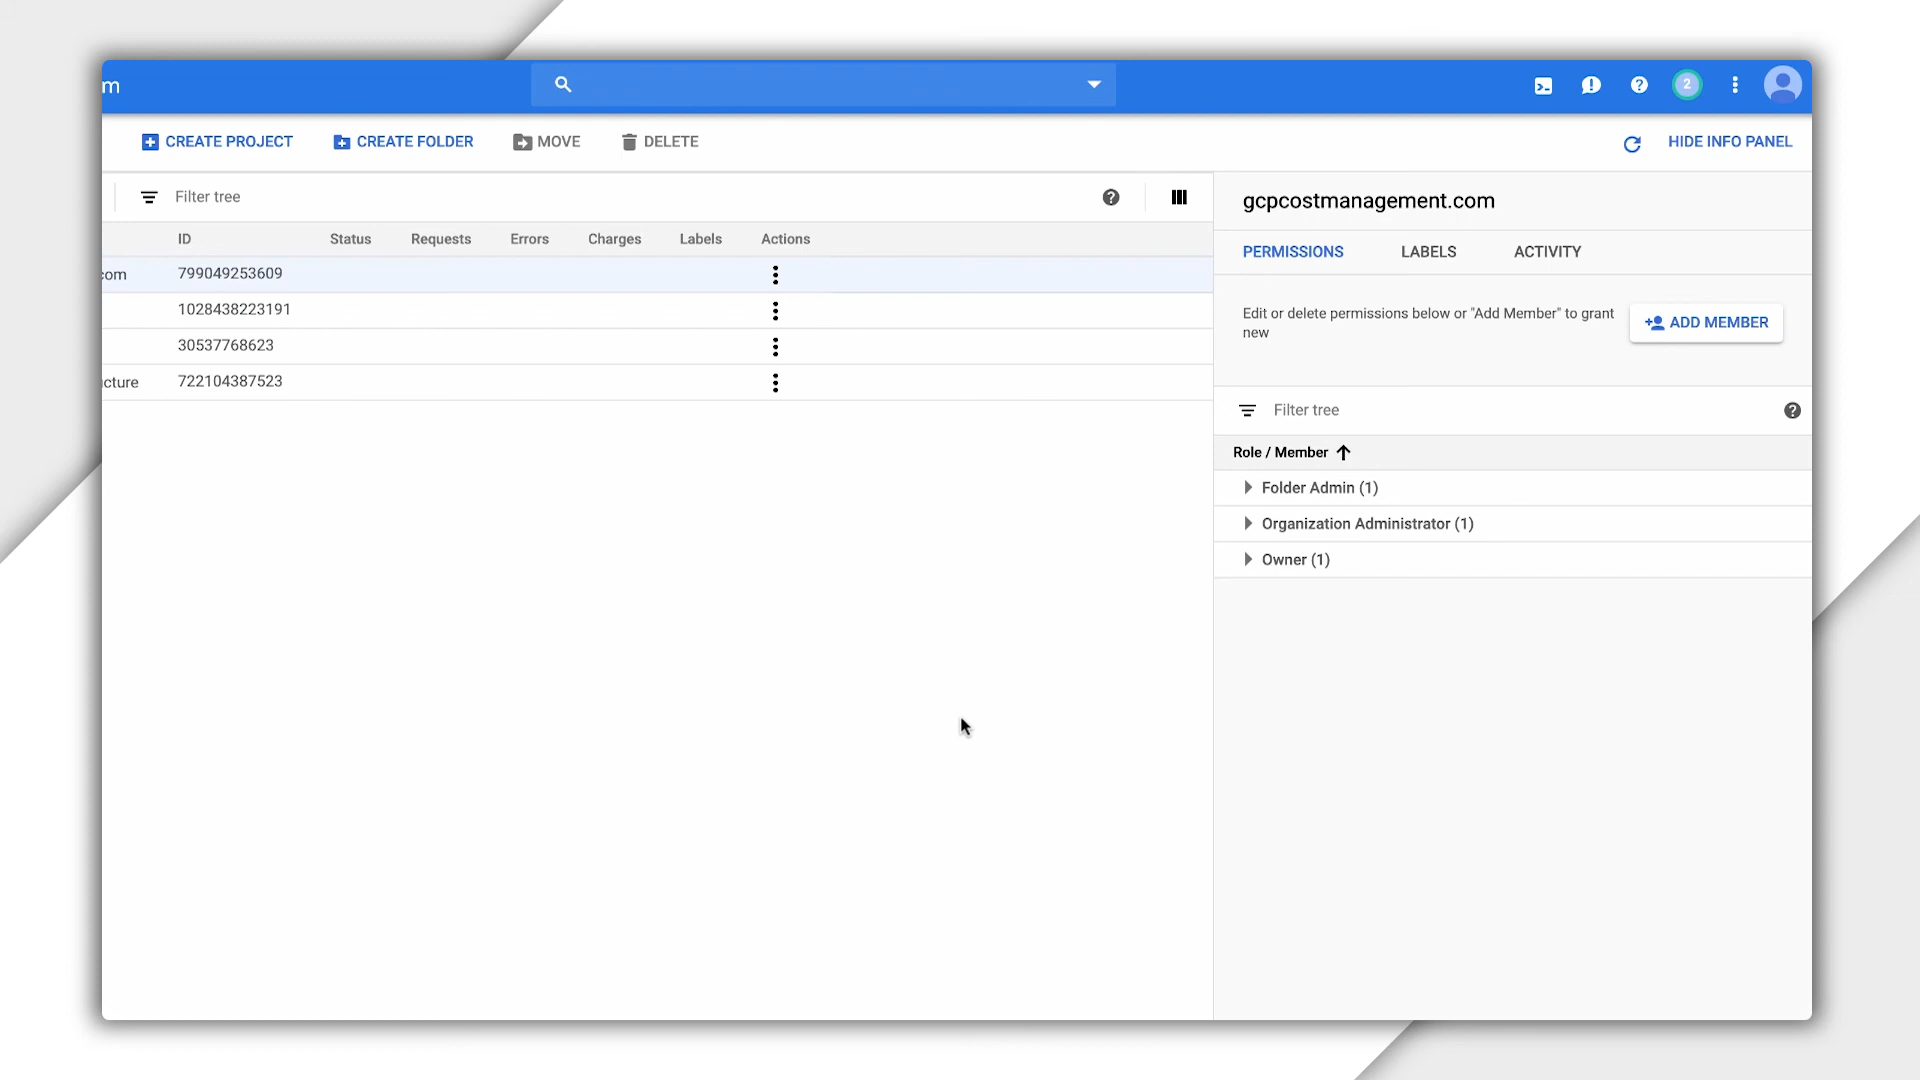 m
2
CREATE PROJECT CREATE FOLDER MOVE DELETE HIDE INFO PANEL
Filter tree
ID Status Requests Errors Charges Labels Actions
com 799049253609
1028438223191
30537768623
cture 722104387523
gcpcostmanagement.com
PERMISSIONS LABELS ACTIVITY
Edit or delete permissions below or "Add Member" to grant
new
ADD MEMBER
Filter tree
Role / Member
Folder Admin (1)
Organization Administrator (1)
Owner (1)